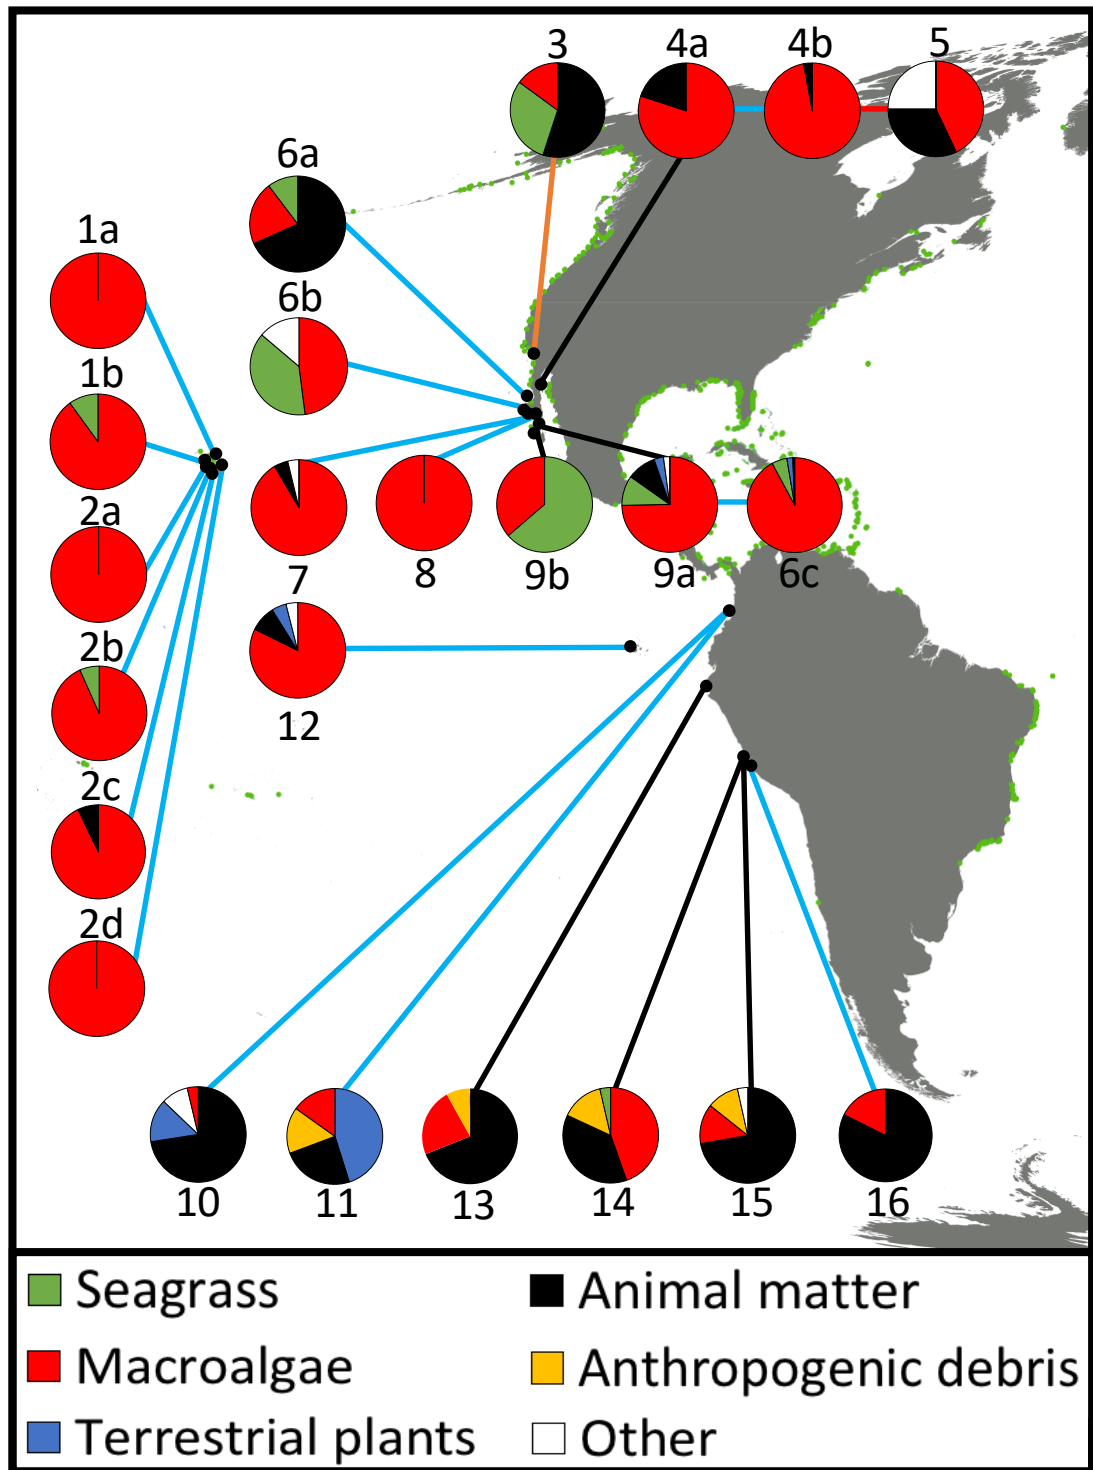 3 4a 4b 5
6a
1a
6b
1b
2a
7 8 9b 9a 6c
2b
12
2c
2d
10 11 13 14 15 16
Seagrass Animal matter
Macroalgae Anthropogenic debris
Terrestrial plants Other